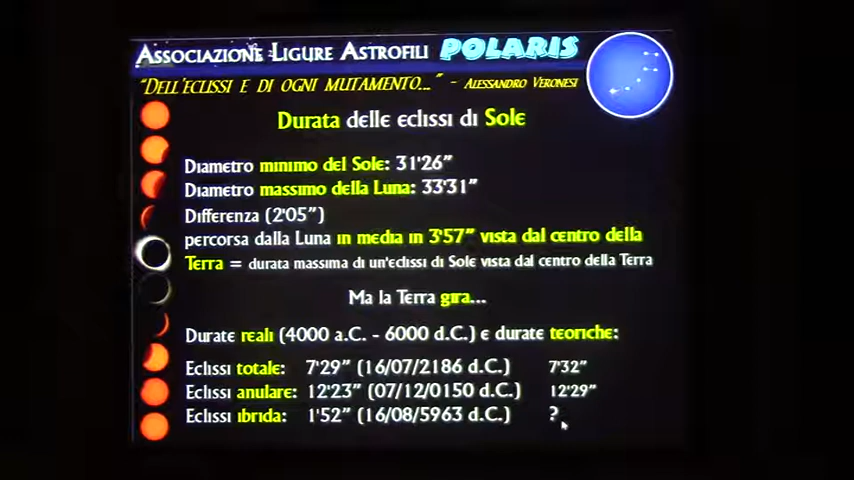 Associazione Ligure Astrofili POLARIS
"Dell'eclissi e di ogni mutamento..." - Alessandro Veronesi
Durata delle eclissi di Sole
Diametro minimo del Sole: 31'26"
Diametro massimo della Luna: 33'31"
Differenza (2'05")
percorsa dalla Luna in media in 3'57" vista dal centro della
Terra = durata massima di un'eclissi di Sole vista dal centro della Terra
Ma la Terra gira...
Durate reali (4000 a.C. - 6000 d.C.) e durate teoriche:
Eclissi totale: 7'29" (16/07/2186 d.C.) 7'32"
Eclissi anulare: 12'23" (07/12/0150 d.C.) 12'29"
Eclissi ibrida: 1'52" (16/08/5963 d.C.) ?